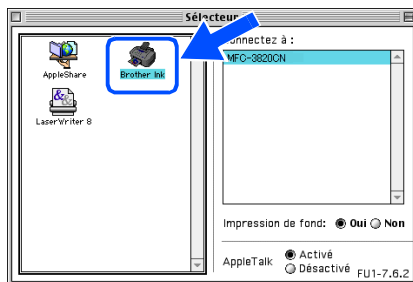 Sélecteur
AppleShare
Brother Ink
LaserWriter 8
Connectez à :
MFC-3820CN
Impression de fond: Oui Non
AppleTalk
Activé
Désactivé
FU1-7.6.2